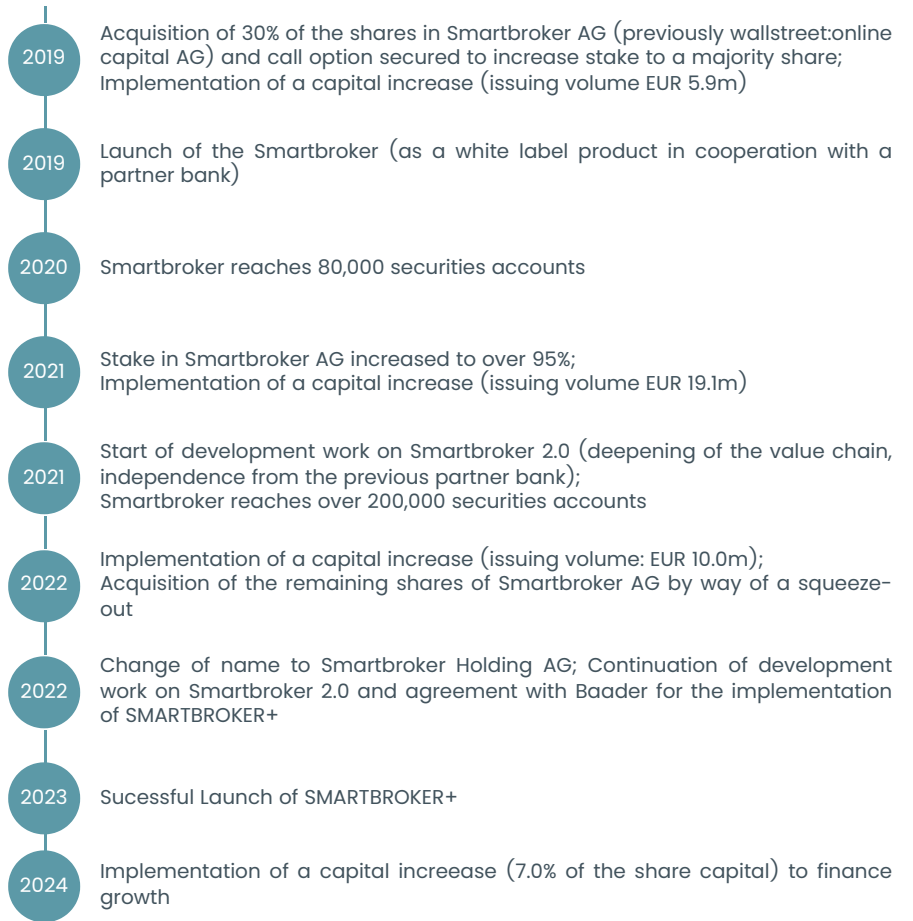 2019
Acquisition of 30% of the shares in Smartbroker AG (previously wallstreet:online
capital AG) and call option secured to increase stake to a majority share;
Implementation of a capital increase (issuing volume EUR 5.9m)
2019
Launch of the Smartbroker (as a white label product in cooperation with a
partner bank)
2020
Smartbroker reaches 80,000 securities accounts
2021
Stake in Smartbroker AG increased to over 95%;
Implementation of a capital increase (issuing volume EUR 19.1m)
2021
Start of development work on Smartbroker 2.0 (deepening of the value chain,
independence from the previous partner bank);
Smartbroker reaches over 200,000 securities accounts
2022
Implementation of a capital increase (issuing volume: EUR 10.0m);
Acquisition of the remaining shares of Smartbroker AG by way of a squeeze-
out
2022
Change of name to Smartbroker Holding AG; Continuation of development
work on Smartbroker 2.0 and agreement with Baader for the implementation
of SMARTBROKER+
2023
Sucessful Launch of SMARTBROKER+
2024
Implementation of a capital increease (7.0% of the share capital) to finance
growth